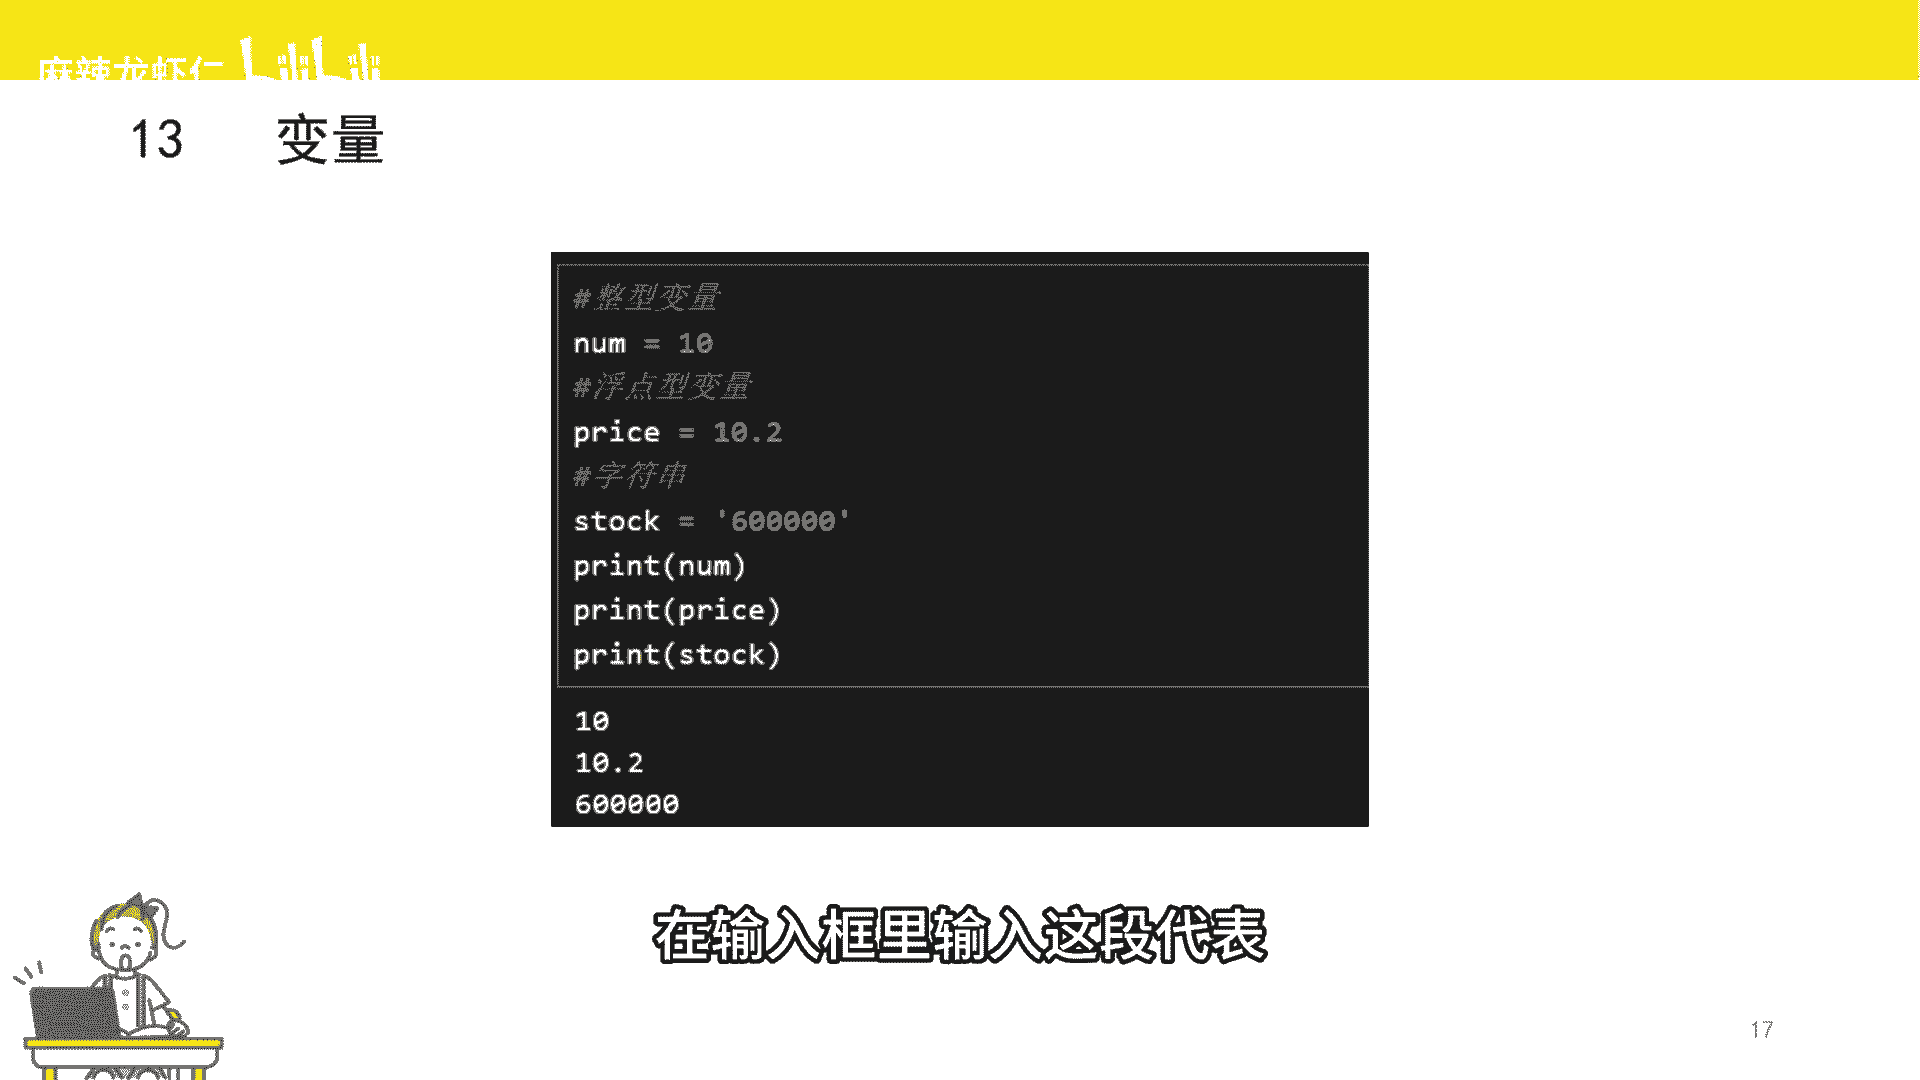 麻辣龙虾仁 bilibili
13 变量
#整型变量
num = 10
#浮点型变量
price = 10.2
#字符串
stock = '600000'
print(num)
print(price)
print(stock)
10
10.2
600000
在输入框里输入这段代表
17